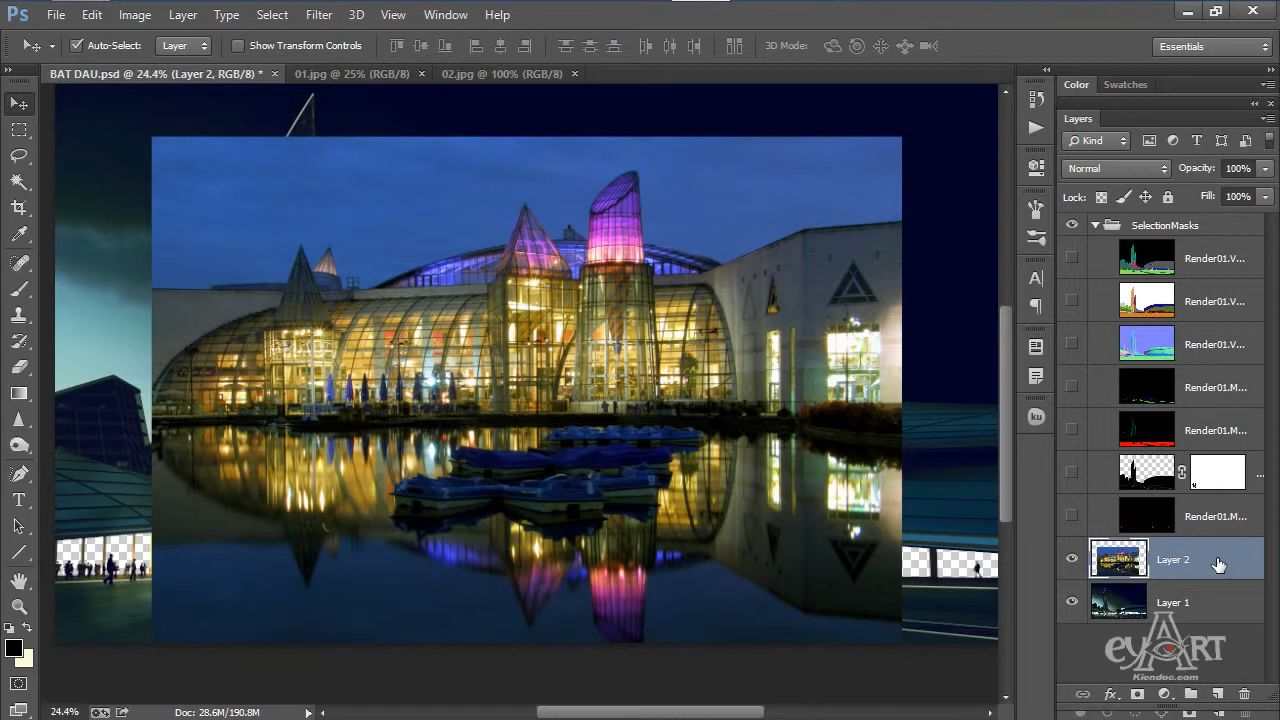 Ps File Edit Image Layer Type Select Filter 3D View Window Help
Auto-Select: Layer Show Transform Controls 3D Mode: Essentials
BAT DAU.psd @ 24.4% (Layer 2, RGB/8) * × 01.jpg @ 25% (RGB/8) × 02.jpg @ 100% (RGB/8) ×
Color Swatches
Layers
Kind
Normal Opacity: 100%
Lock: Fill: 100%
SelectionMasks
Render01.V...
Render01.V...
Render01.V...
Render01.M...
Render01.M...
...
Render01.M...
Layer 2
Layer 1
ku
eyART
Kiendoc.com
24.4% Doc: 28.6M/190.8M